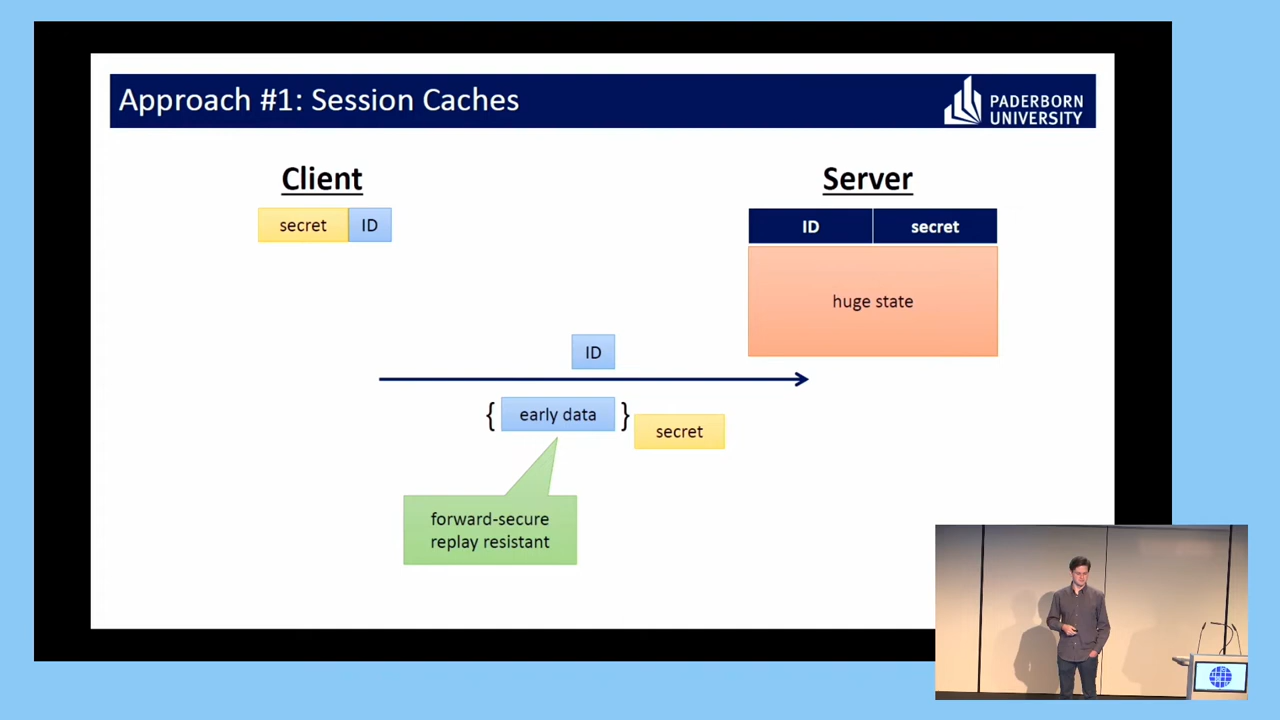 Approach #1: Session Caches
PADERBORN
UNIVERSITY
Client
Server
secret
ID
ID
secret
huge state
ID
{ early data }
secret
forward-secure
replay resistant